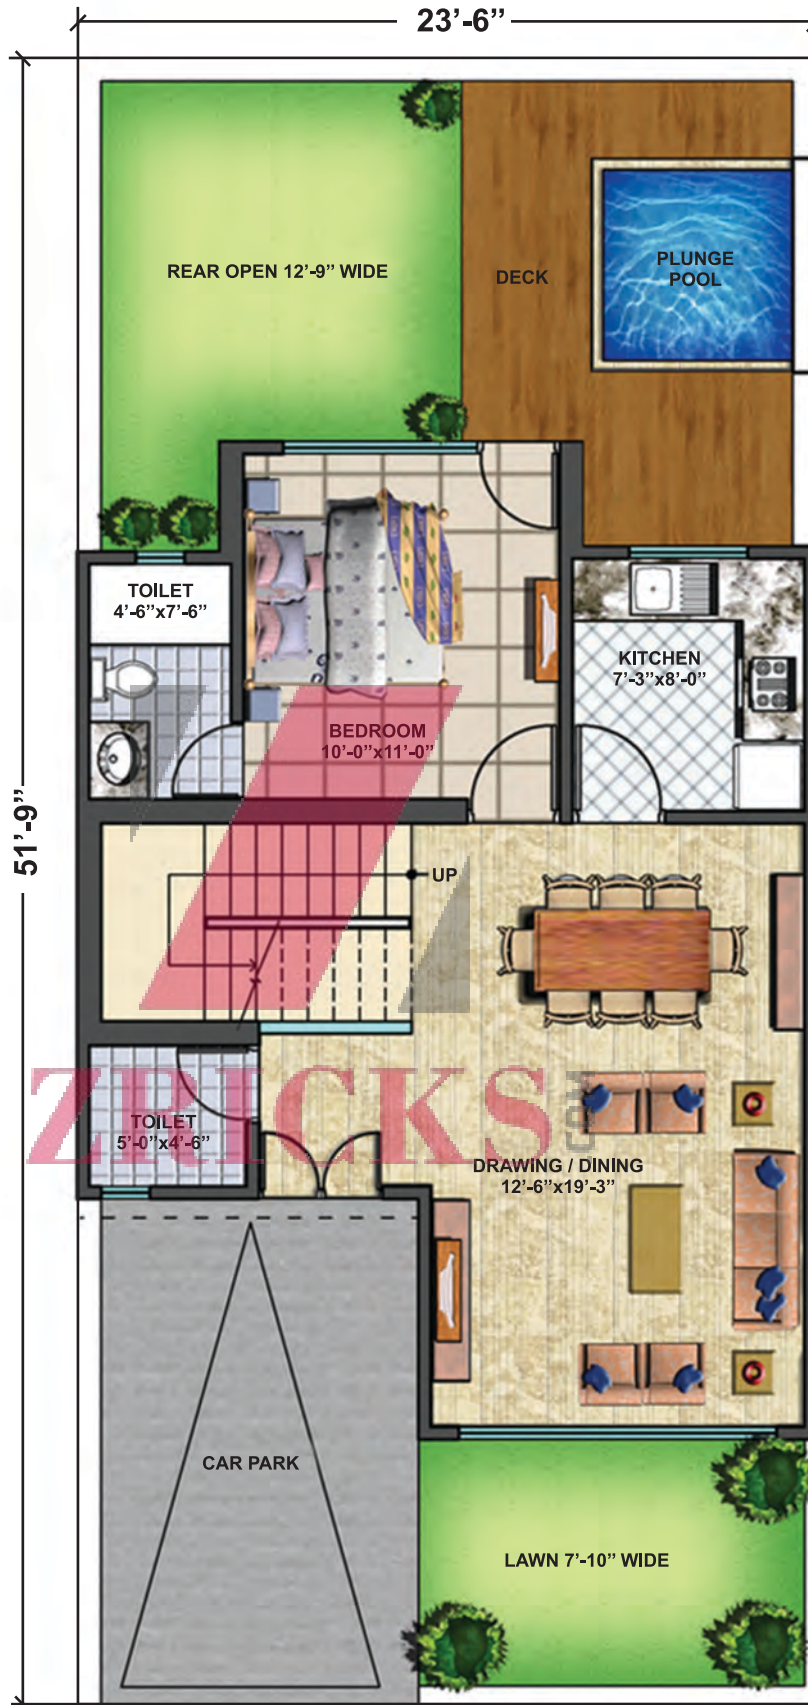 23’-6”
REAR OPEN 12’-9” WIDE
DECK
PLUNGE
POOL
TOILET
4’-6”x7’-6”
KITCHEN
7’-3”x8’-0”
BEDROOM
10’-0”x11’-0”
51’-9”
UP
ZRICKS
.COM
TOILET
5’-0”x4’-6”
DRAWING / DINING
12’-6”x19’-3”
CAR PARK
LAWN 7’-10” WIDE